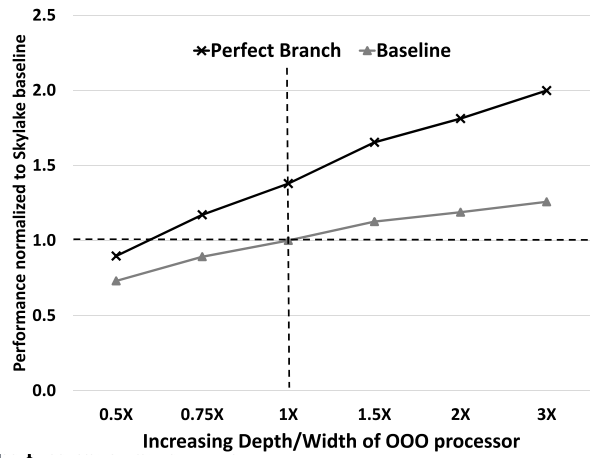 Performance normalized to Skylake baseline
2.5
2.0
1.5
1.0
0.5
0.0
Perfect Branch Baseline
0.5X 0.75X 1X 1.5X 2X 3X
Increasing Depth/Width of OOO processor